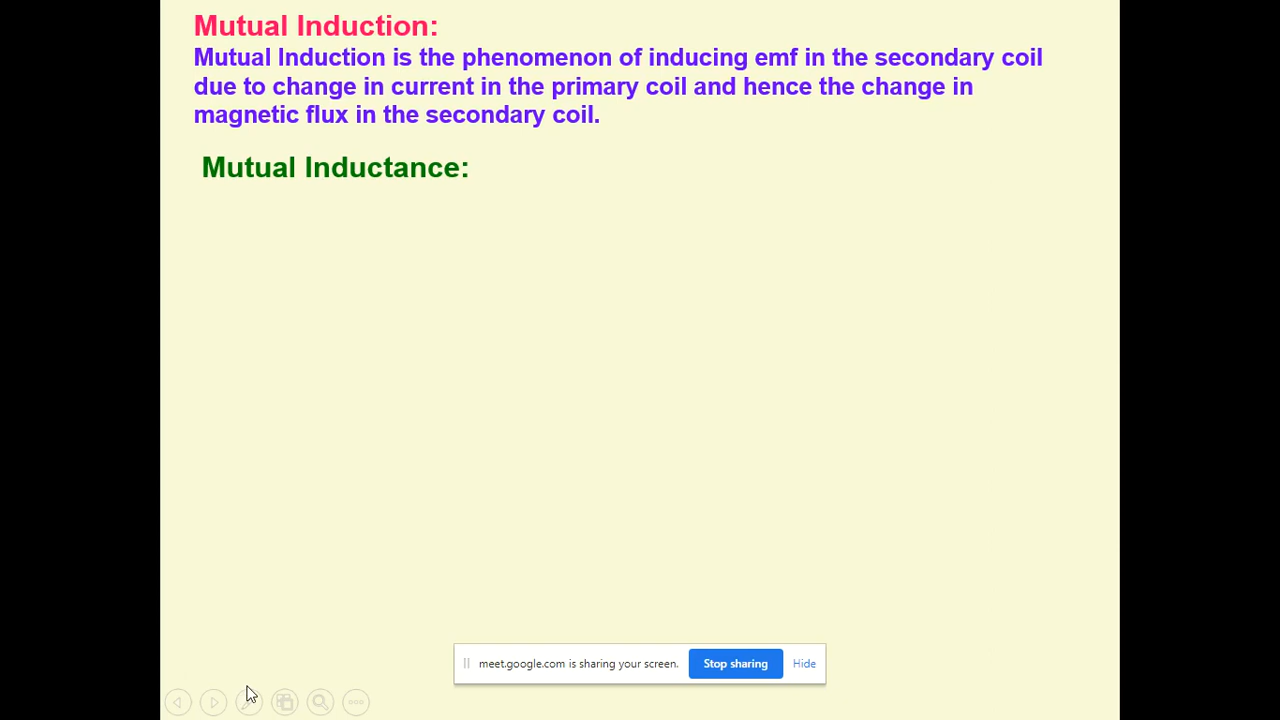 Mutual Induction:
Mutual Induction is the phenomenon of inducing emf in the secondary coil
due to change in current in the primary coil and hence the change in
magnetic flux in the secondary coil.
Mutual Inductance:
meet.google.com is sharing your screen. Stop sharing Hide